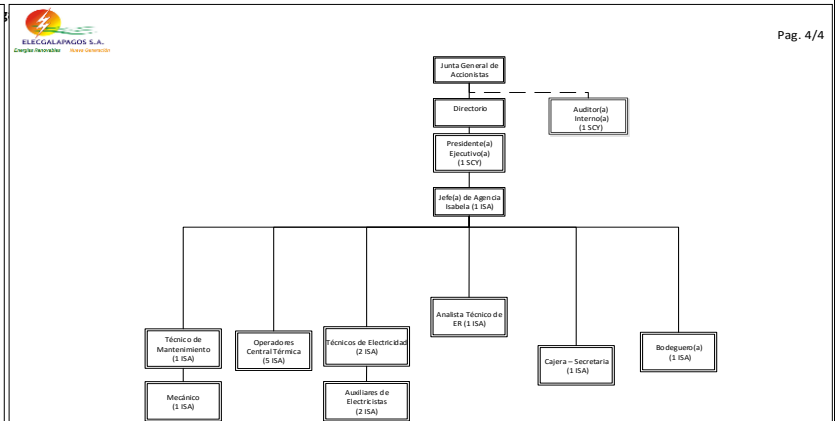 ELECGALAPAGOS S.A.
Energías Renovables Nueva Generación
Pag. 4/4
Junta General de
Accionistas
Directorio
Auditor(a)
Interno(a)
(1 SCY)
Presidente(a)
Ejecutivo(a)
(1 SCY)
Jefe(a) de Agencia
Isabela (1 ISA)
Analista Técnico de
ER (1 ISA)
Técnico de
Mantenimiento
(1 ISA)
Operadores
Central Térmica
(5 ISA)
Técnicos de Electricidad
(2 ISA)
Cajera – Secretaria
(1 ISA)
Bodeguero(a)
(1 ISA)
Mecánico
(1 ISA)
Auxiliares de
Electricistas
(2 ISA)